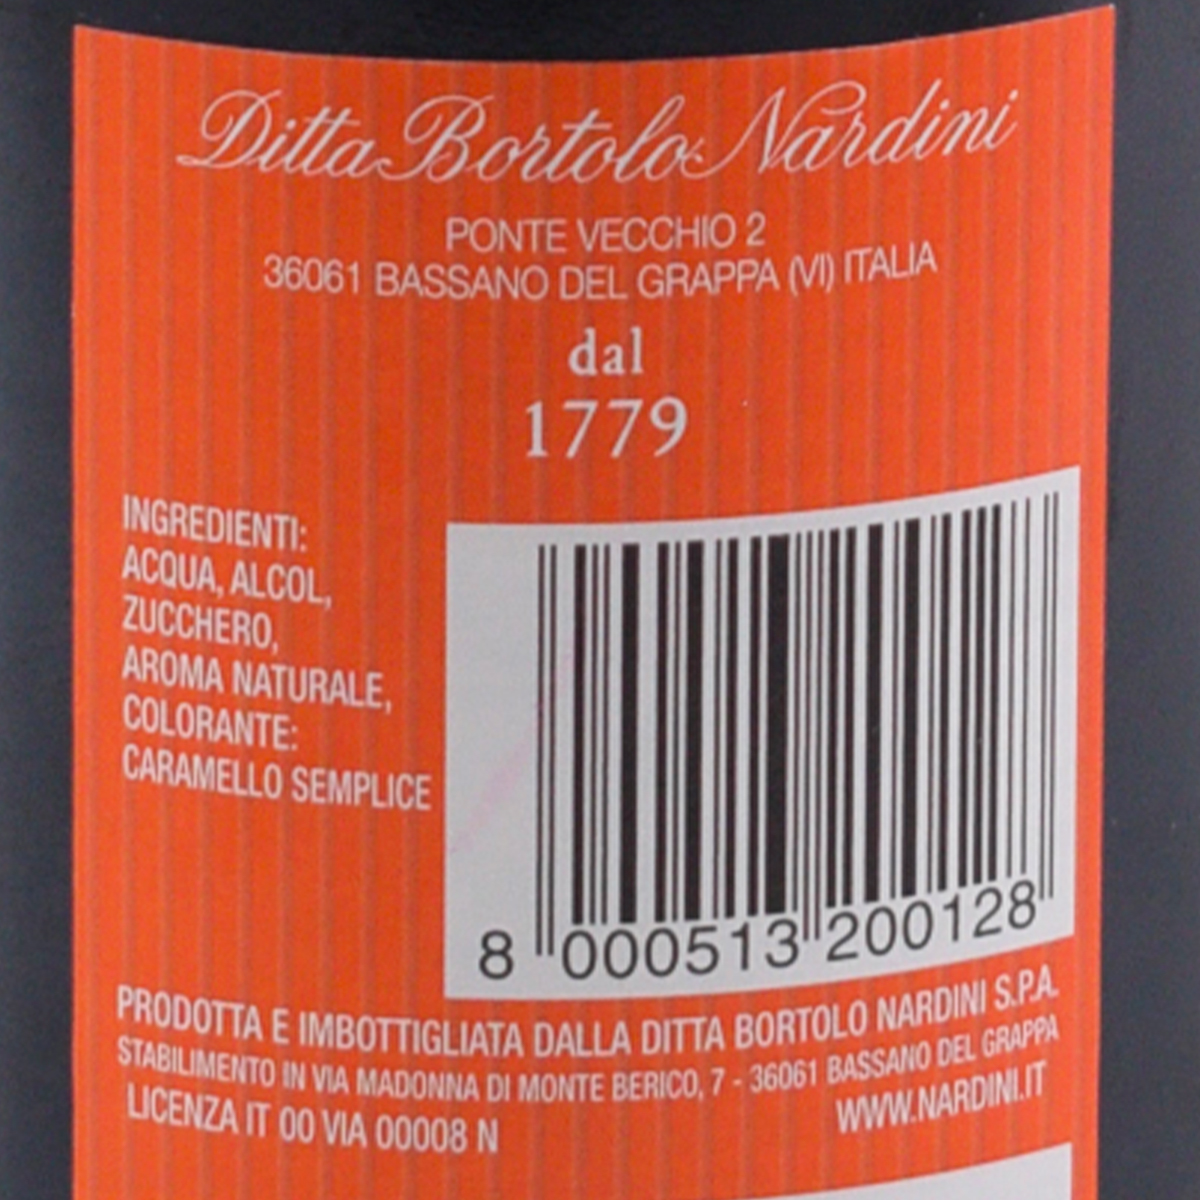 Ditta Bortolo Nardini
PONTE VECCHIO 2
36061 BASSANO DEL GRAPPA (VI) ITALIA
dal
1779
INGREDIENTI:
ACQUA, ALCOL,
ZUCCHERO,
AROMA NATURALE,
COLORANTE:
CARAMELLO SEMPLICE
8 000513 200128
PRODOTTA E IMBOTTIGLIATA DALLA DITTA BORTOLO NARDINI S.P.A.
STABILIMENTO IN VIA MADONNA DI MONTE BERICO, 7 - 36061 BASSANO DEL GRAPPA
LICENZA IT 00 VIA 00008 N
WWW.NARDINI.IT